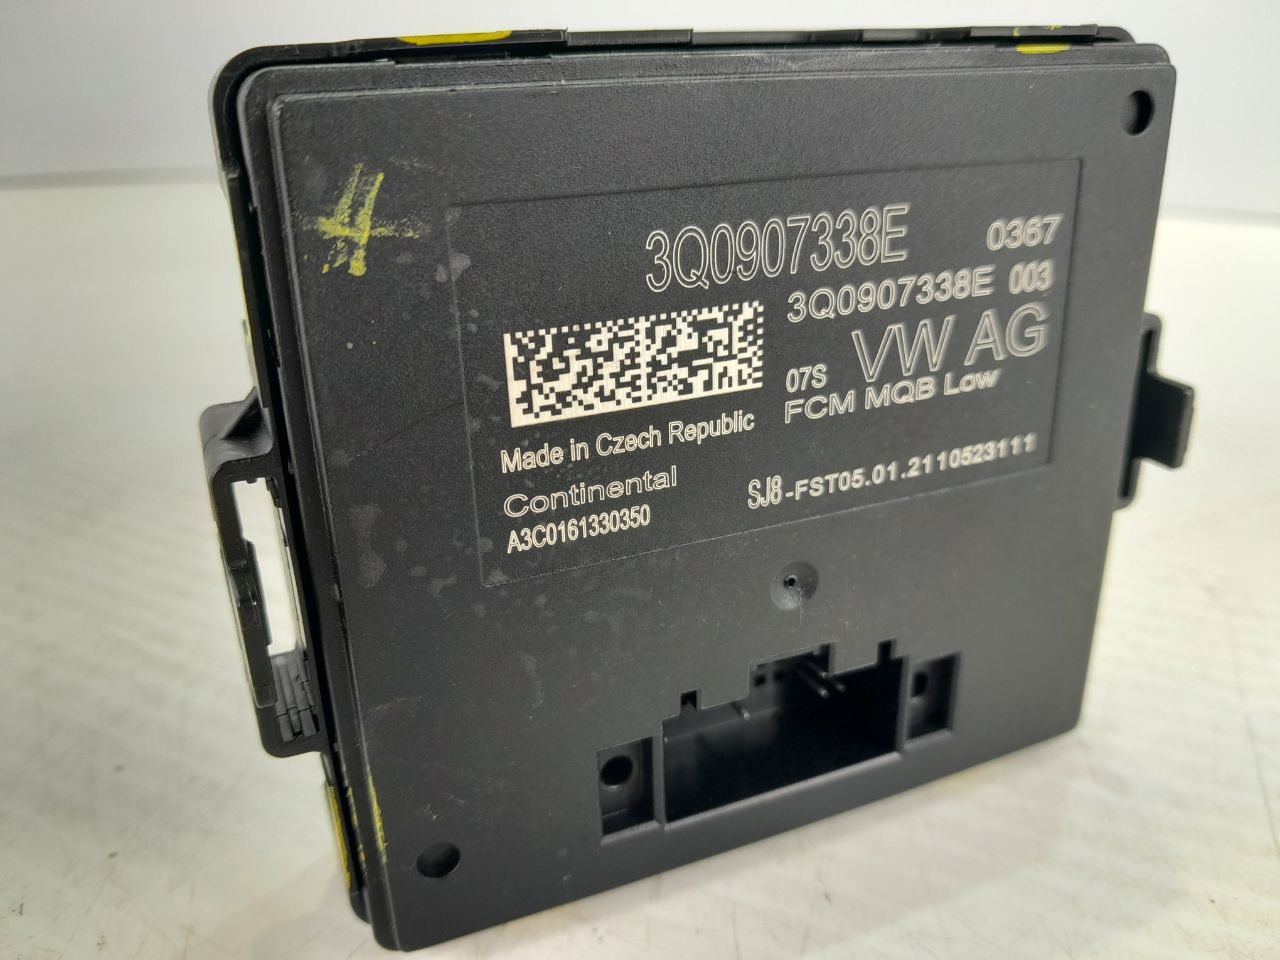 3Q0907338E
0367
3Q0907338E 003
VW AG
07S
FCM MQB Low
Made in Czech Republic
Continental
A3C0161330350
SJ8-FST05.01.2110523111